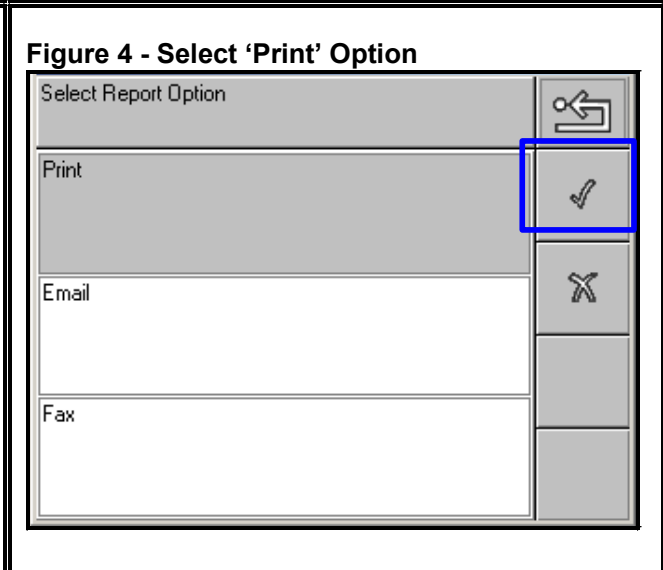 Figure 4 - Select ‘Print’ Option
Select Report Option
Print
Email
Fax